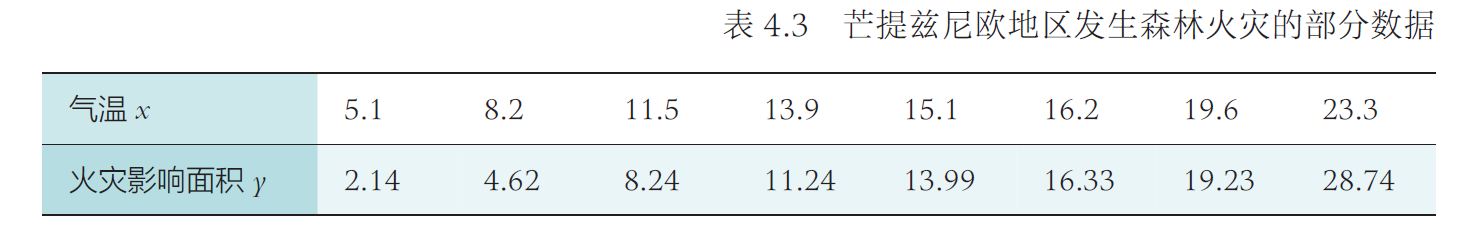 表 4.3 芒提兹尼欧地区发生森林火灾的部分数据
气温 x 5.1 8.2 11.5 13.9 15.1 16.2 19.6 23.3
火灾影响面积 y 2.14 4.62 8.24 11.24 13.99 16.33 19.23 28.74